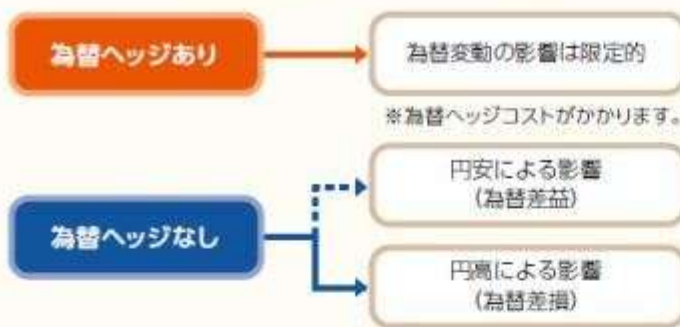 為替ヘッジあり
為替変動の影響は限定的
※為替ヘッジコストがかかります。
為替ヘッジなし
円安による影響
(為替差益)
円高による影響
(為替差損)